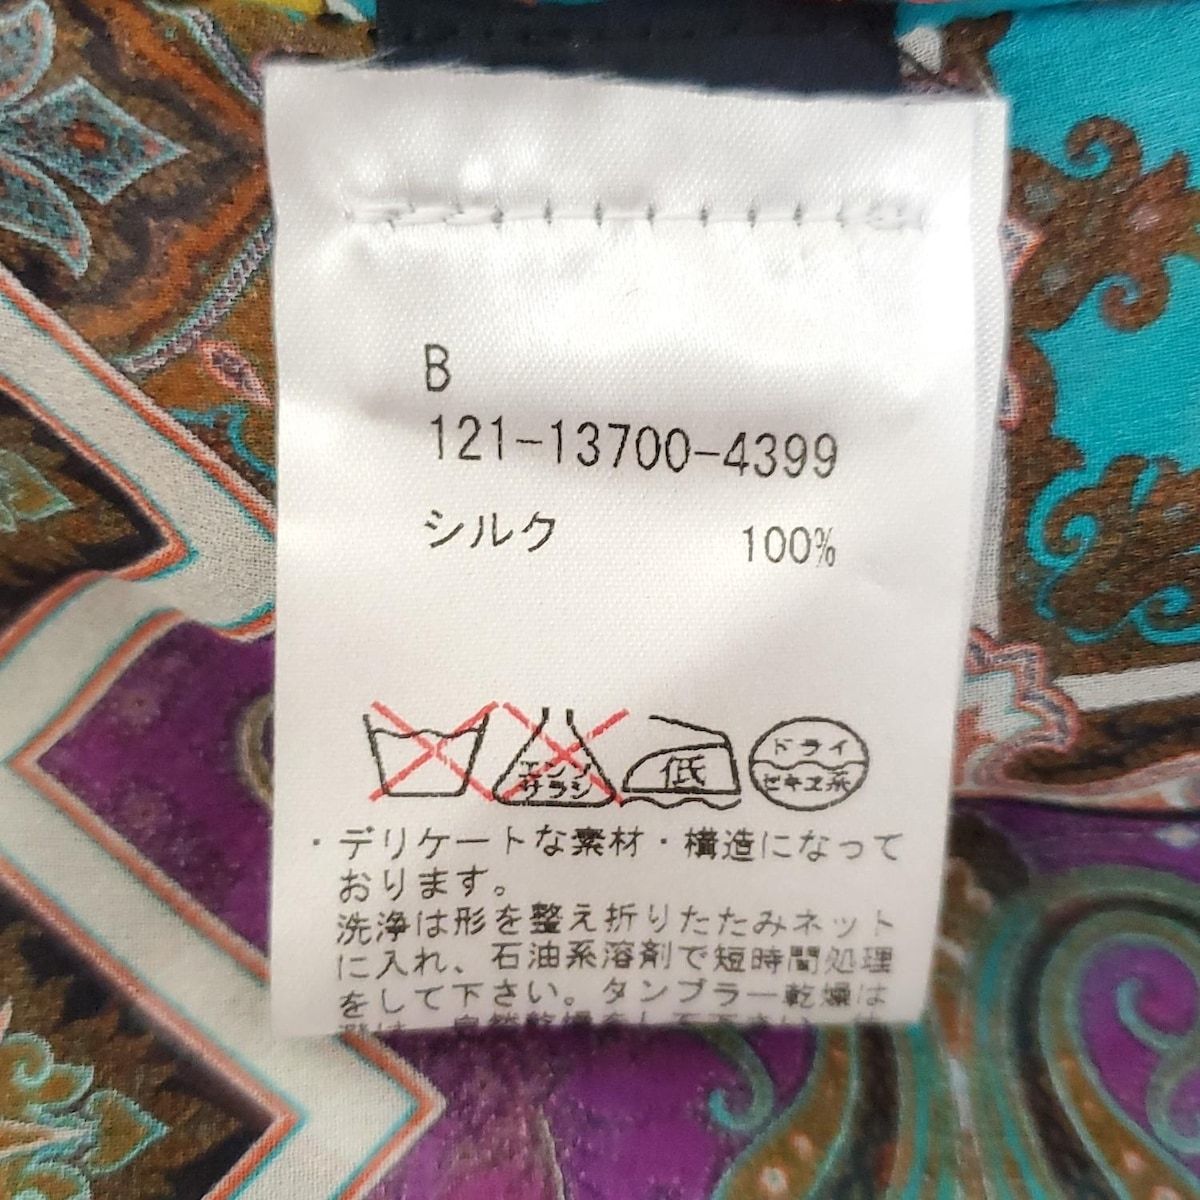 B
121-13700-4399
シルク 100%
エンソ
サラシ
低
ドライ
セキユ系
・デリケートな素材・構造になって
おります。
洗浄は形を整え折りたたみネット
に入れ、石油系溶剤で短時間処理
をして下さい。タンブラー乾燥は